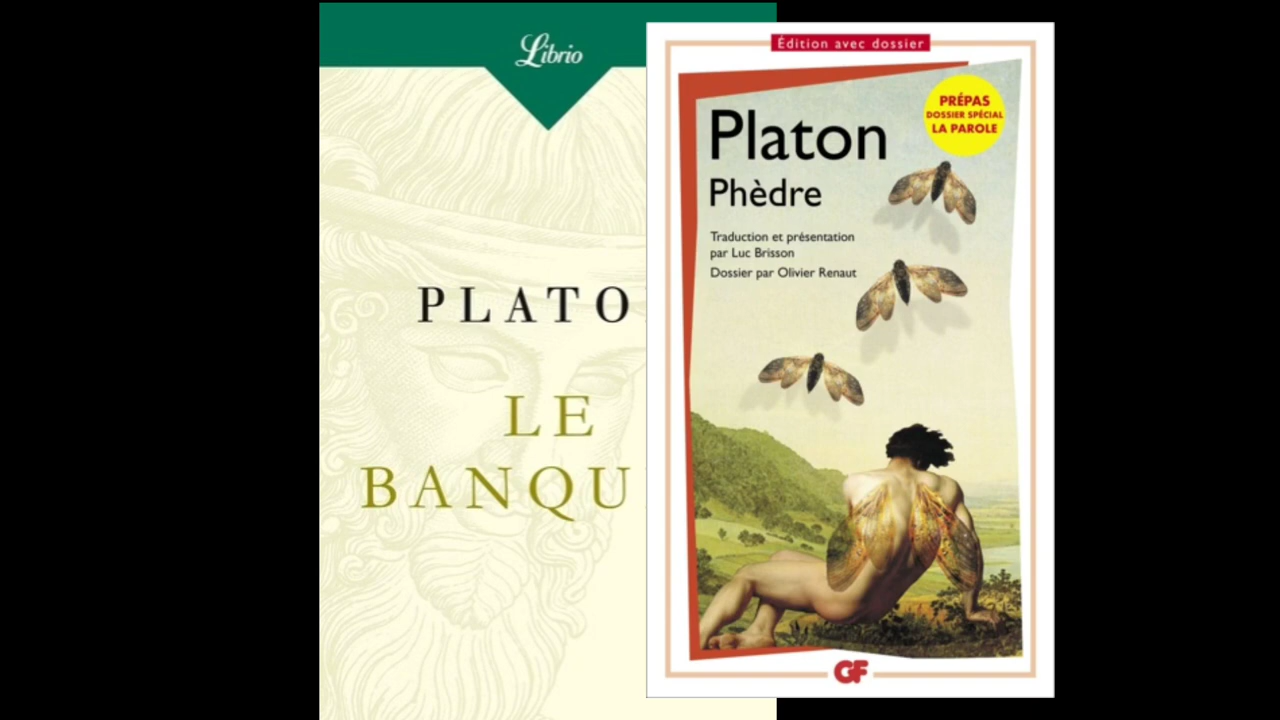 Librio
PLATO
LE
BANQU
Édition avec dossier
PRÉPAS
DOSSIER SPÉCIAL
LA PAROLE
Platon
Phèdre
Traduction et présentation
par Luc Brisson
Dossier par Olivier Renaut
GF